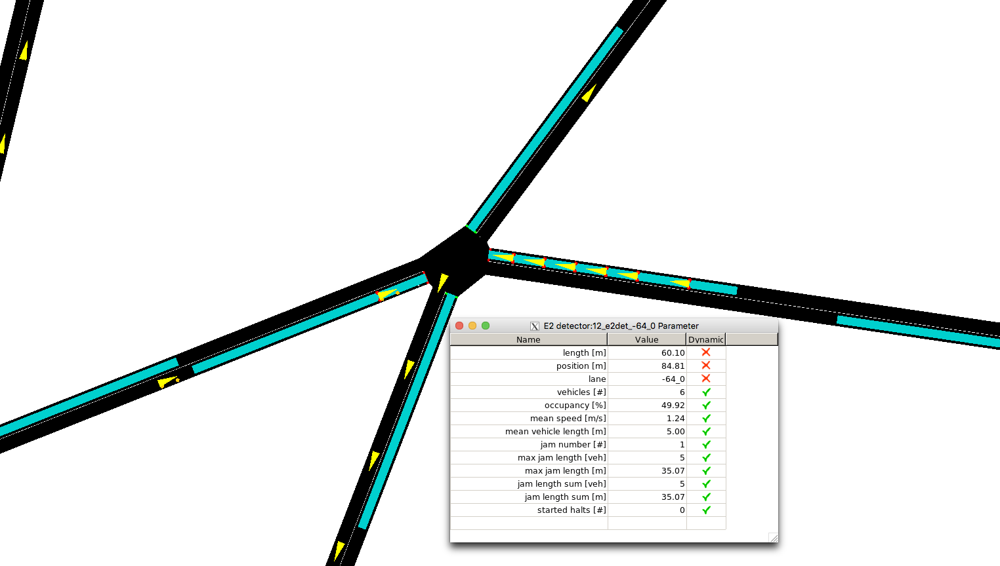 E2 detector:12_e2det_-64_0 Parameter
Name Value Dynamic
length [m] 60.10
position [m] 84.81
lane -64_0
vehicles [#] 6
occupancy [%] 49.92
mean speed [m/s] 1.24
mean vehicle length [m] 5.00
jam number [#] 1
max jam length [veh] 5
max jam length [m] 35.07
jam length sum [veh] 5
jam length sum [m] 35.07
started halts [#] 0